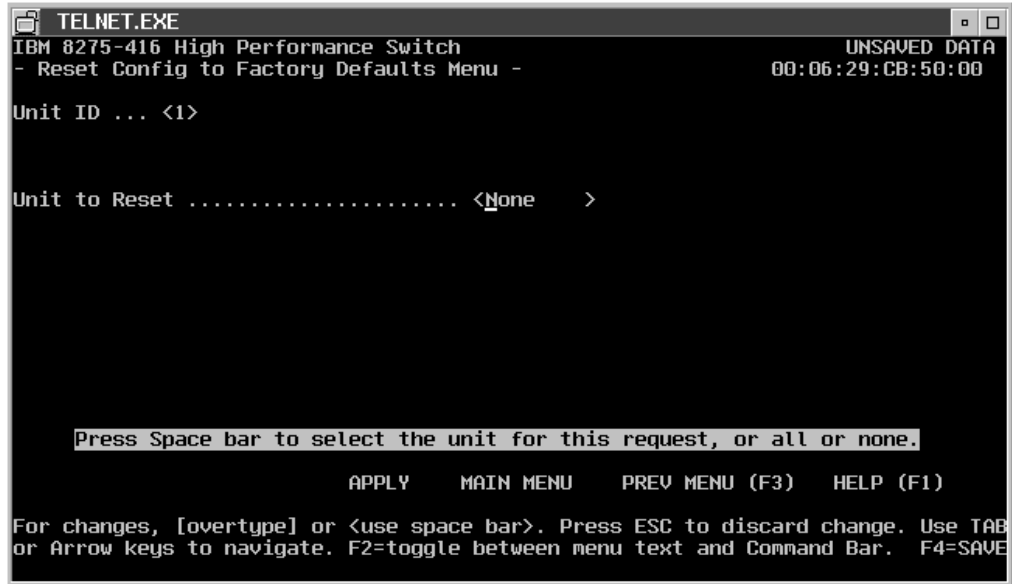 TELNET.EXE
IBM 8275-416 High Performance Switch UNSAVED DATA
- Reset Config to Factory Defaults Menu - 00:06:29:CB:50:00
Unit ID ... <1>
Unit to Reset ...................... <None >
Press Space bar to select the unit for this request, or all or none.
APPLY MAIN MENU PREV MENU (F3) HELP (F1)
For changes, [overtype] or <use space bar>. Press ESC to discard change. Use TAB
or Arrow keys to navigate. F2=toggle between menu text and Command Bar. F4=SAVE